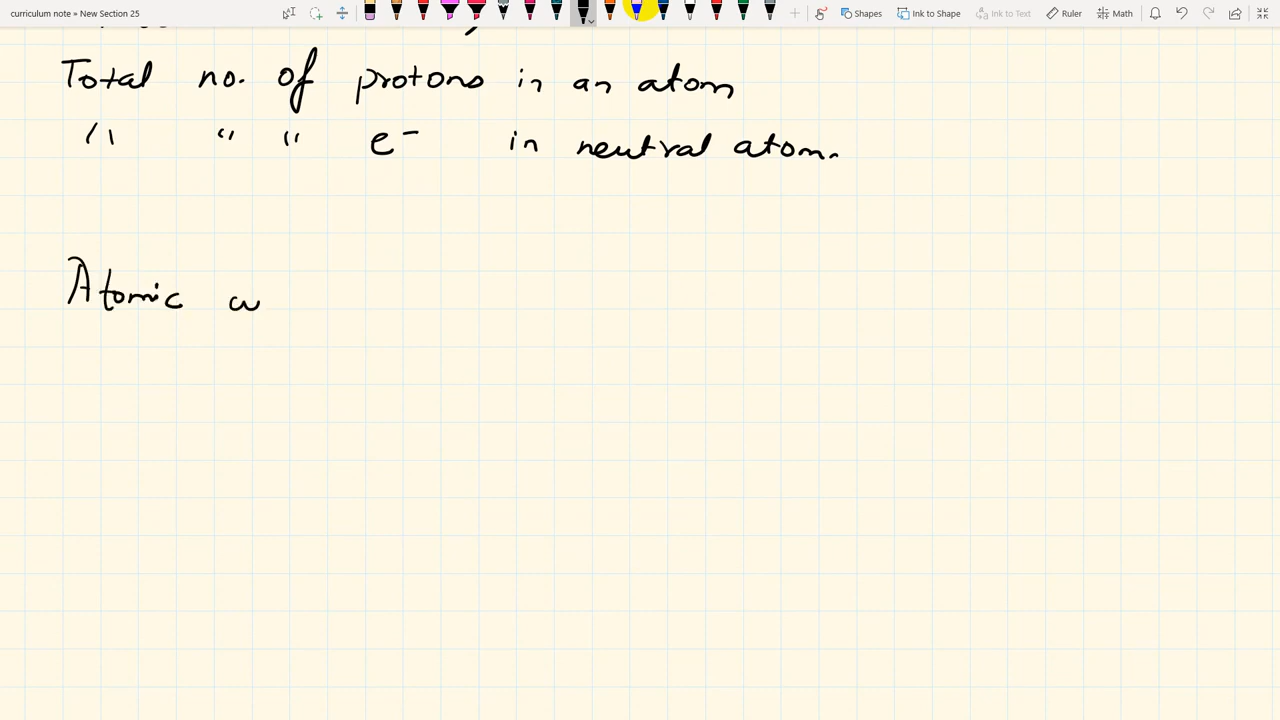 curriculum note » New Section 25
Shapes Ink to Shape Ink to Text Ruler Math
Total no. of protons in an atom
" " " e⁻ in neutral atom.
Atomic w